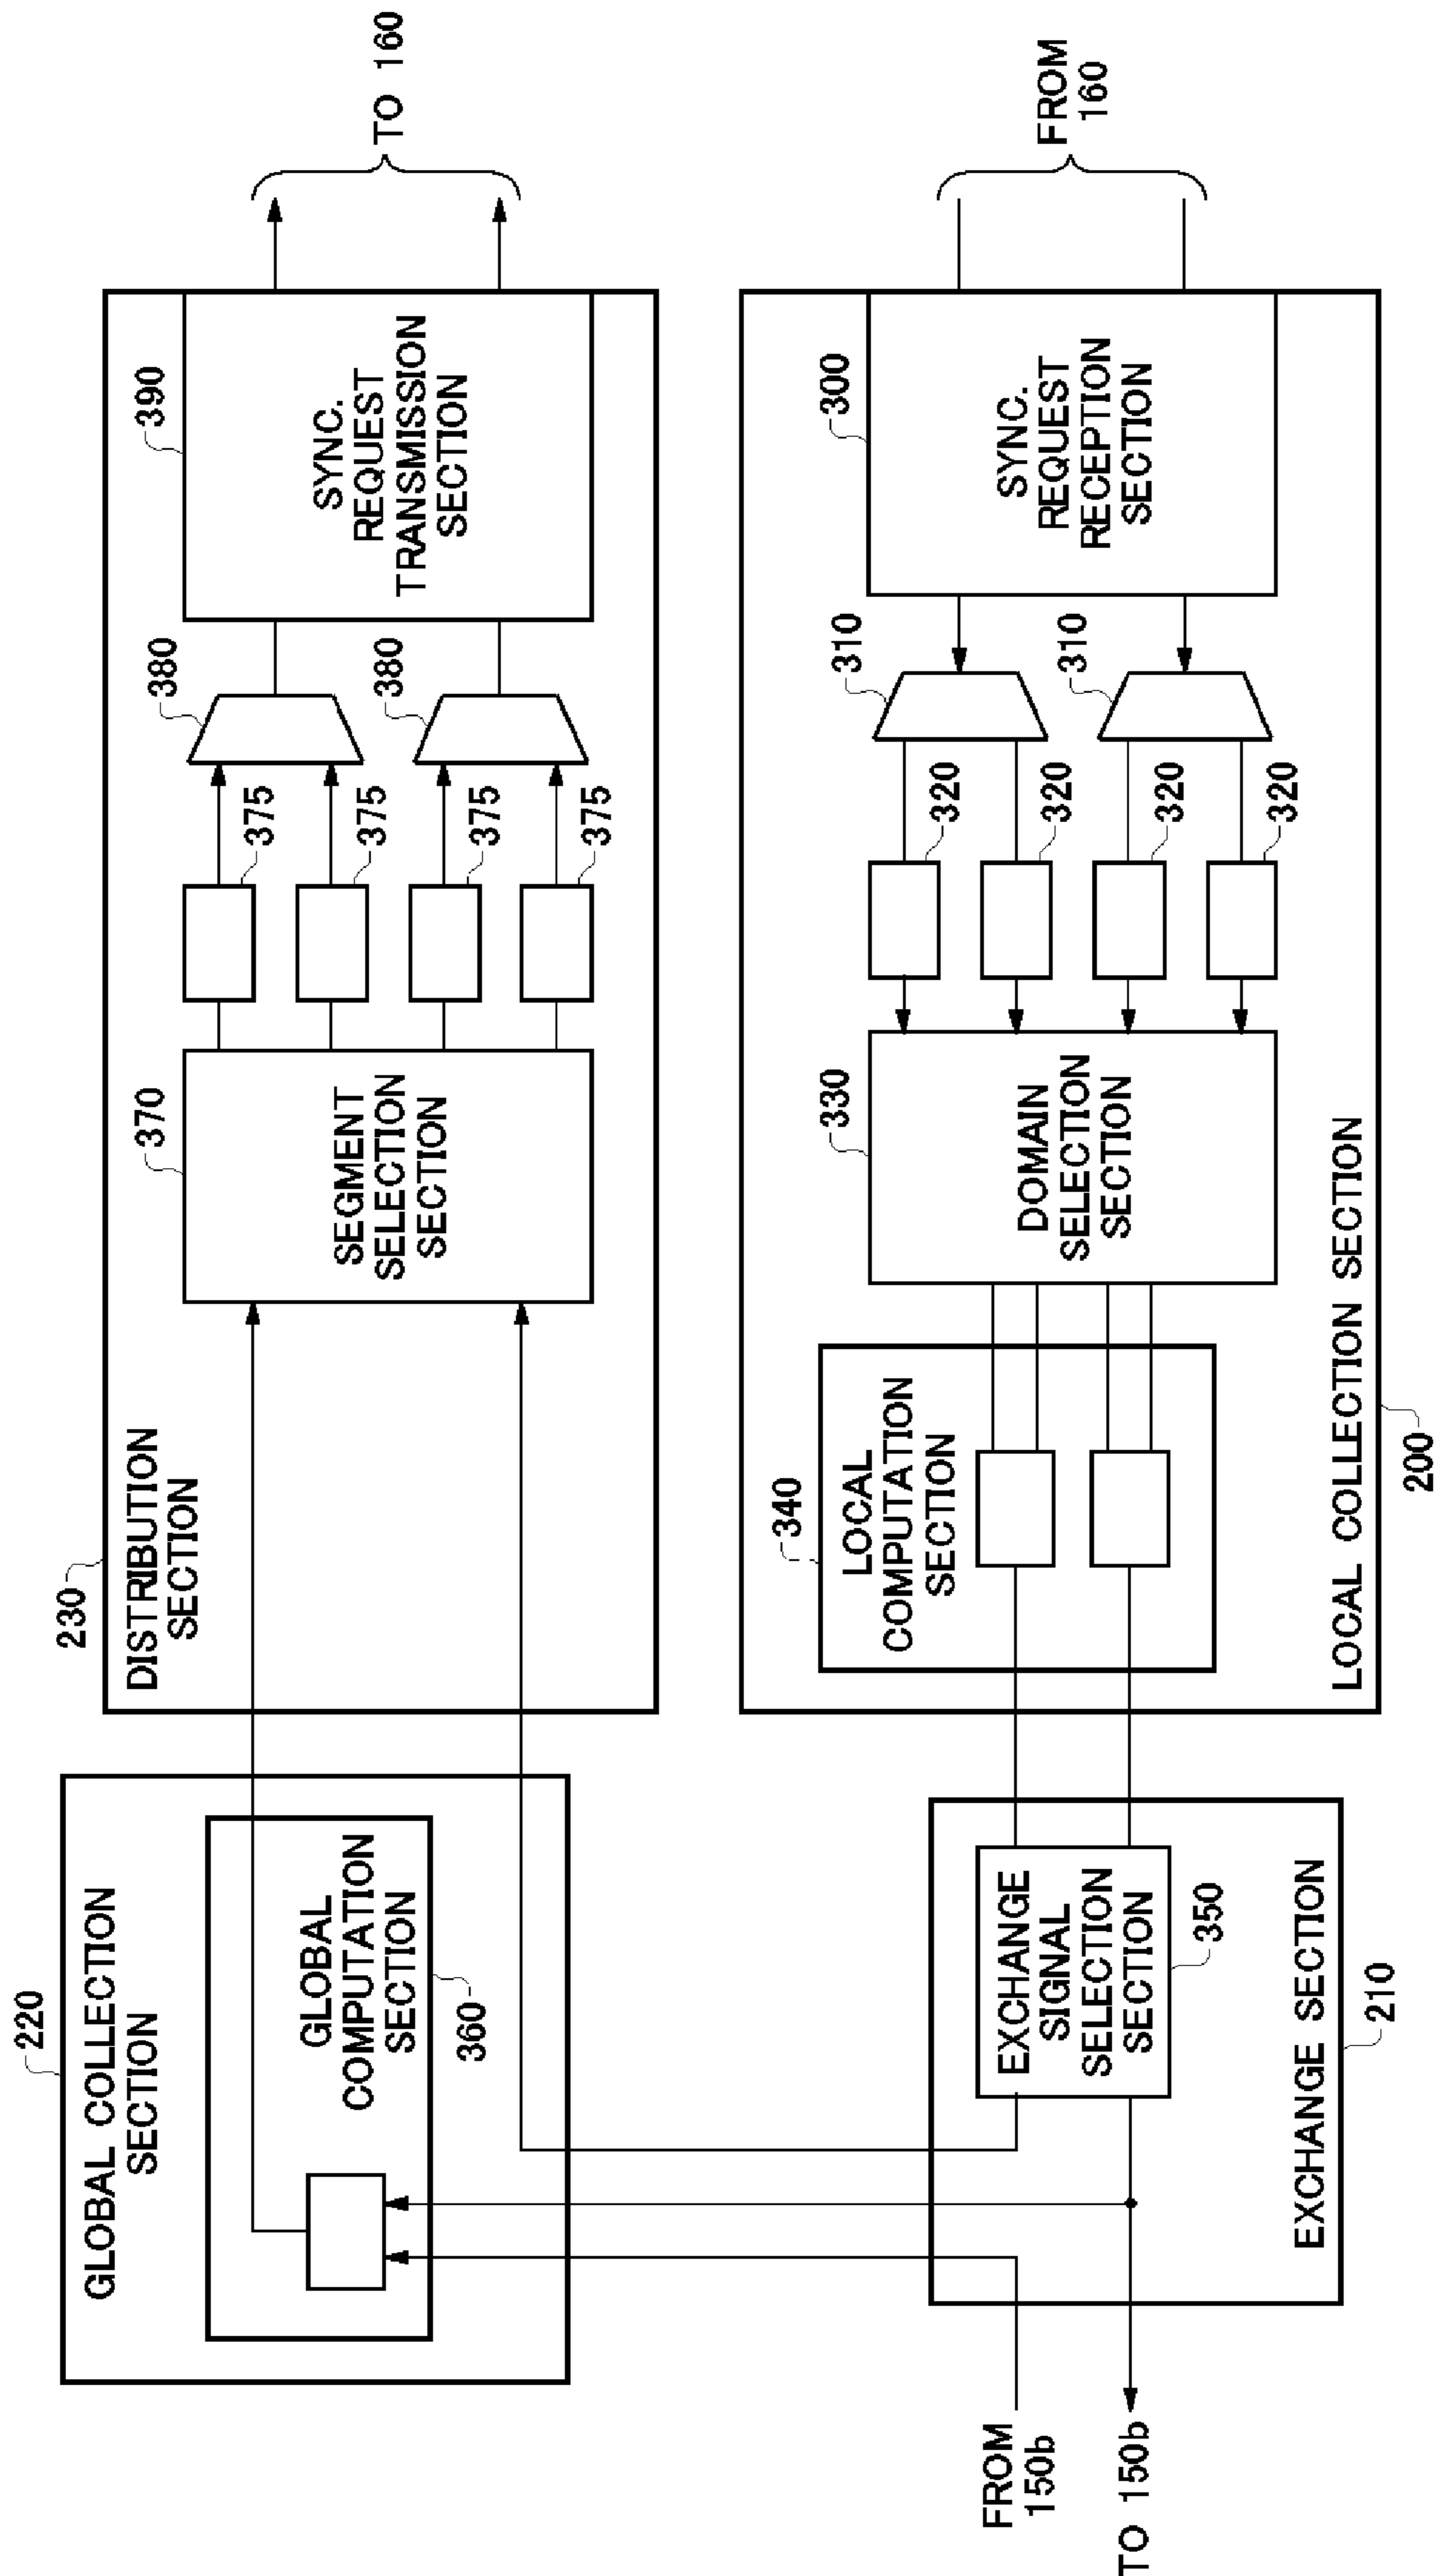 220
GLOBAL COLLECTION
SECTION
GLOBAL
COMPUTATION
SECTION
360
230
DISTRIBUTION
SECTION
370
SEGMENT
SELECTION
SECTION
375
375
375
375
380
380
390
SYNC.
REQUEST
TRANSMISSION
SECTION
TO 160
FROM
150b
TO 150b
EXCHANGE
SIGNAL
SELECTION
SECTION
350
EXCHANGE SECTION
210
340
LOCAL
COMPUTATION
SECTION
330
DOMAIN
SELECTION
SECTION
320
320
320
320
310
310
300
SYNC.
REQUEST
RECEPTION
SECTION
FROM
160
LOCAL COLLECTION SECTION
200